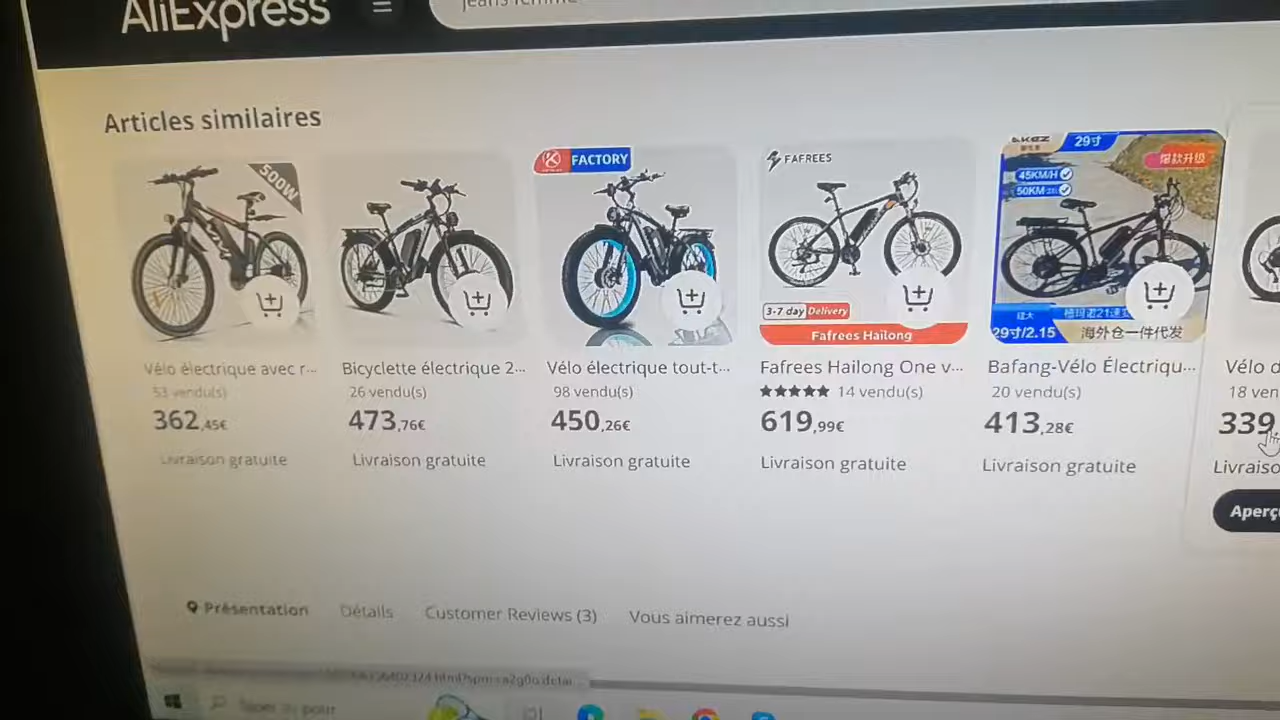 AliExpress
jeans femme
Articles similaires
500W
FACTORY
FAFREES
3-7 day Delivery
Fafrees Hailong
29寸
爆款升级
45KM/H
50KM
29寸/2.15
海外仓一件代发
Vélo électrique avec r...
53 vendu(s)
362,45€
Livraison gratuite
Bicyclette électrique 2...
26 vendu(s)
473,76€
Livraison gratuite
Vélo électrique tout-t...
98 vendu(s)
450,26€
Livraison gratuite
Fafrees Hailong One v...
14 vendu(s)
619,99€
Livraison gratuite
Bafang-Vélo Électriqu...
20 vendu(s)
413,28€
Livraison gratuite
Vélo d
18 ven
339,
Livraiso
Aperç
Présentation
Détails
Customer Reviews (3)
Vous aimerez aussi